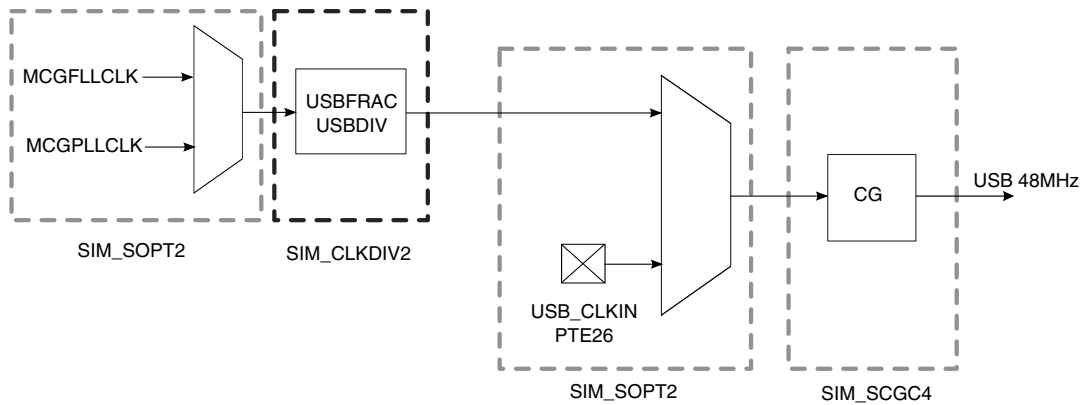 MCGFLLCLK
MCGPLLCLK
USBFRAC
USBDIV
SIM_SOPT2
SIM_CLKDIV2
USB_CLKIN
PTE26
SIM_SOPT2
CG
USB 48MHz
SIM_SCGC4